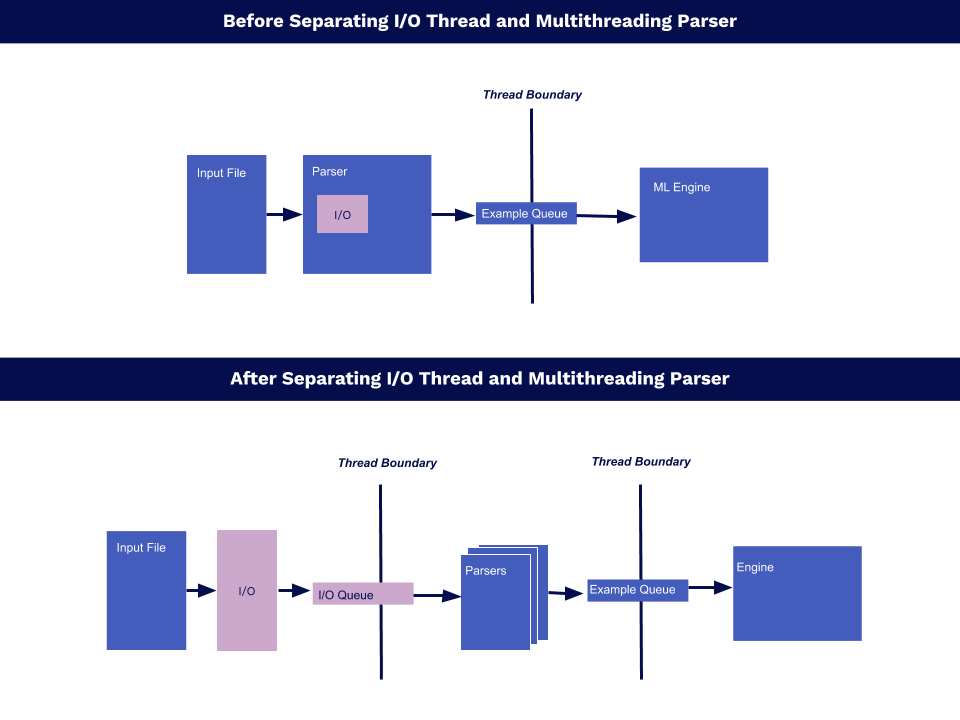 Before Separating I/O Thread and Multithreading Parser
Thread Boundary
Input File
Parser
I/O
Example Queue
ML Engine
After Separating I/O Thread and Multithreading Parser
Thread Boundary
Thread Boundary
Input File
I/O
I/O Queue
Parsers
Example Queue
Engine